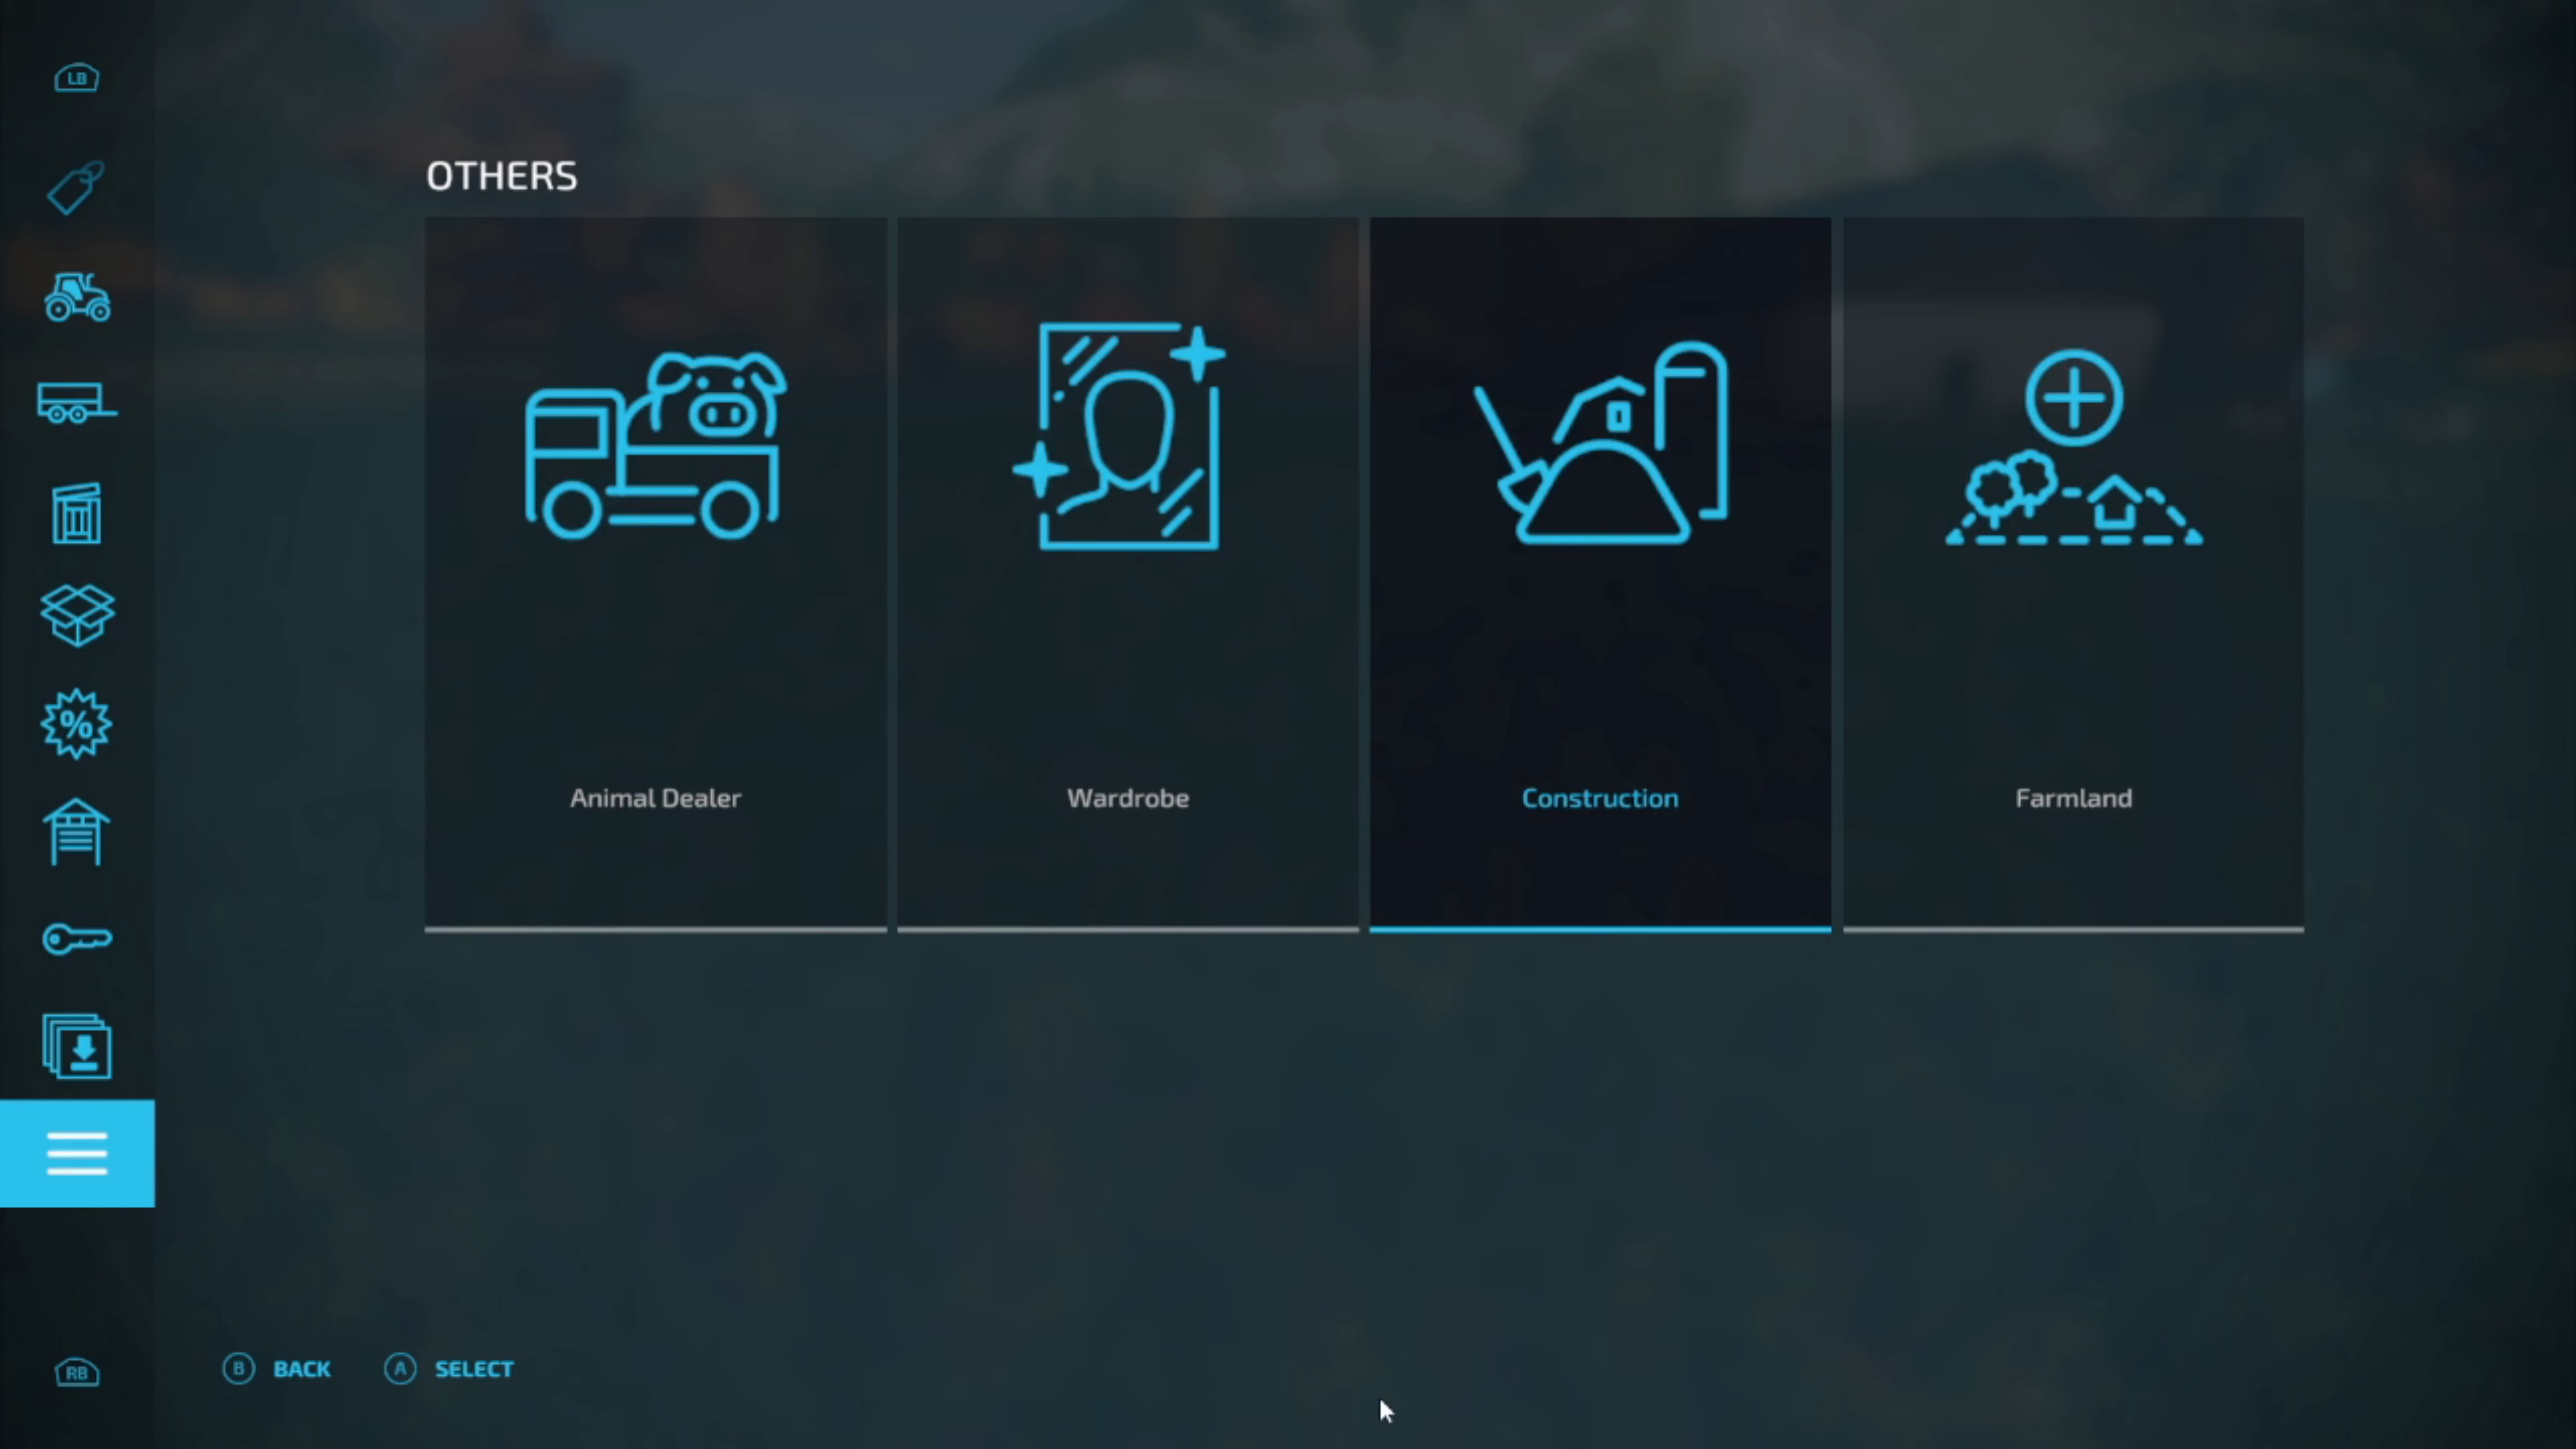 LB
OTHERS
%
Animal Dealer
Wardrobe
Construction
Farmland
RB
B BACK
A SELECT